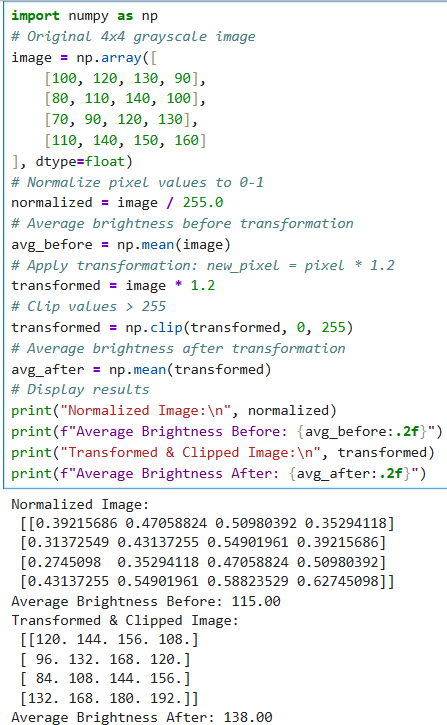 import numpy as np
# Original 4x4 grayscale image
image = np.array([
    [100, 120, 130, 90],
    [80, 110, 140, 100],
    [70, 90, 120, 130],
    [110, 140, 150, 160]
], dtype=float)
# Normalize pixel values to 0-1
normalized = image / 255.0
# Average brightness before transformation
avg_before = np.mean(image)
# Apply transformation: new_pixel = pixel * 1.2
transformed = image * 1.2
# Clip values > 255
transformed = np.clip(transformed, 0, 255)
# Average brightness after transformation
avg_after = np.mean(transformed)
# Display results
print("Normalized Image:\n", normalized)
print(f"Average Brightness Before: {avg_before:.2f}")
print("Transformed & Clipped Image:\n", transformed)
print(f"Average Brightness After: {avg_after:.2f}")
Normalized Image:
 [[0.39215686 0.47058824 0.50980392 0.35294118]
 [0.31372549 0.43137255 0.54901961 0.39215686]
 [0.2745098  0.35294118 0.47058824 0.50980392]
 [0.43137255 0.54901961 0.58823529 0.62745098]]
Average Brightness Before: 115.00
Transformed & Clipped Image:
 [[120. 144. 156. 108.]
 [ 96. 132. 168. 120.]
 [ 84. 108. 144. 156.]
 [132. 168. 180. 192.]]
Average Brightness After: 138.00